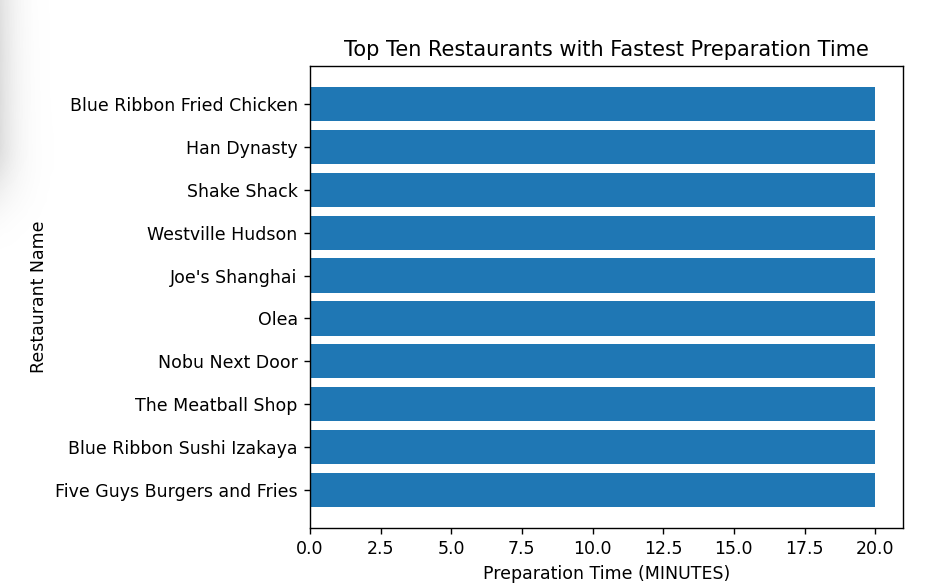 Top Ten Restaurants with Fastest Preparation Time
Restaurant Name
Blue Ribbon Fried Chicken
Han Dynasty
Shake Shack
Westville Hudson
Joe's Shanghai
Olea
Nobu Next Door
The Meatball Shop
Blue Ribbon Sushi Izakaya
Five Guys Burgers and Fries
0.0 2.5 5.0 7.5 10.0 12.5 15.0 17.5 20.0
Preparation Time (MINUTES)